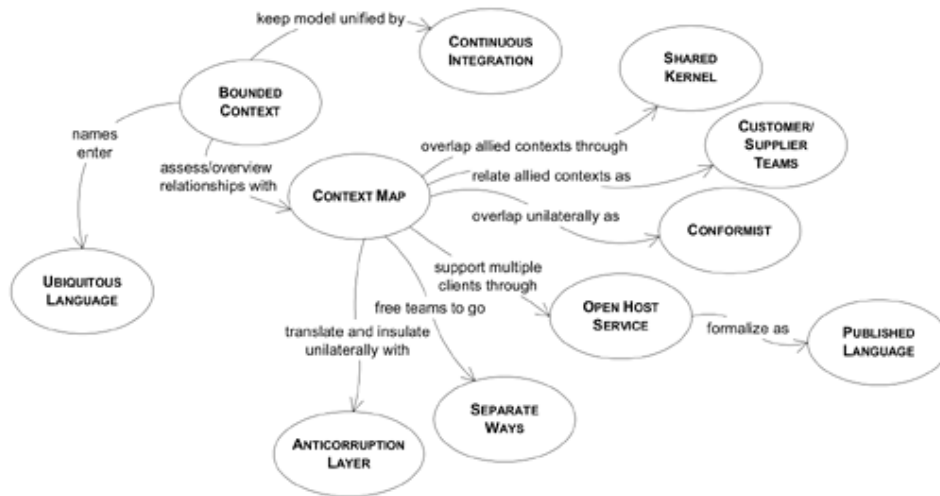 keep model unified by
CONTINUOUS
INTEGRATION
SHARED
KERNEL
BOUNDED
CONTEXT
names
enter
assess/overview
relationships with
overlap allied contexts through
CUSTOMER/
SUPPLIER
TEAMS
relate allied contexts as
CONTEXT MAP
overlap unilaterally as
CONFORMIST
UBIQUITOUS
LANGUAGE
support multiple
clients through
free teams to go
translate and insulate
unilaterally with
OPEN HOST
SERVICE
formalize as
PUBLISHED
LANGUAGE
SEPARATE
WAYS
ANTICORRUPTION
LAYER